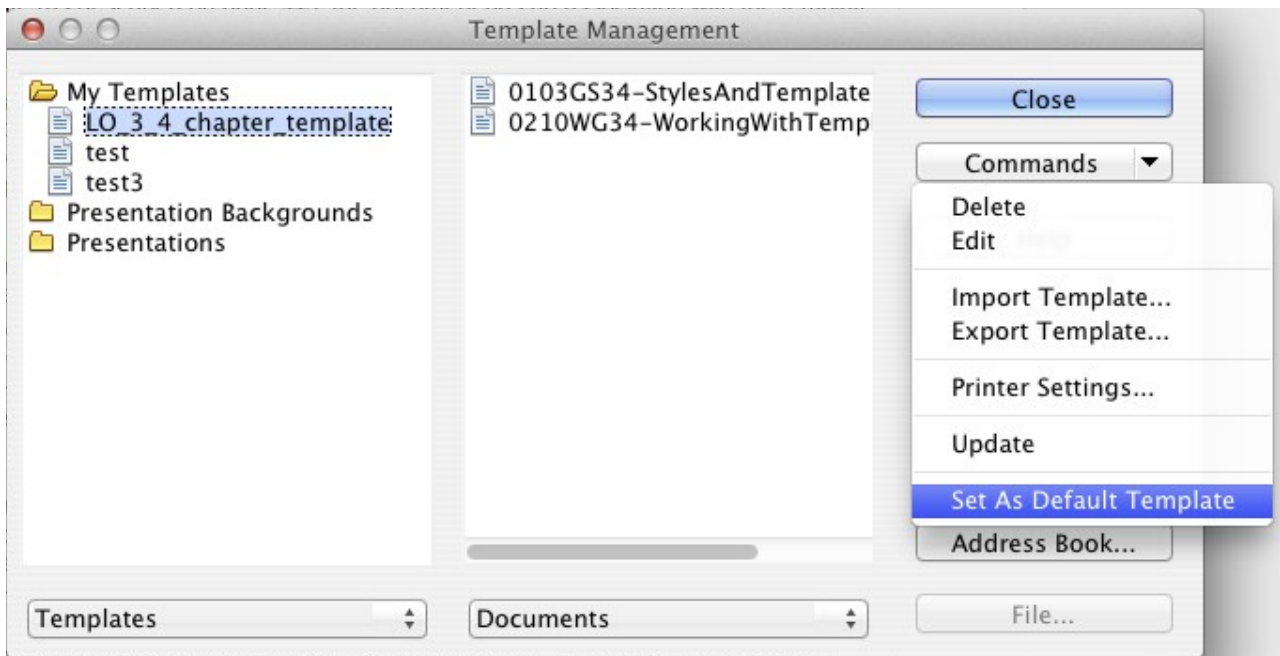 Template Management
My Templates
LO_3_4_chapter_template
test
test3
Presentation Backgrounds
Presentations
0103GS34-StylesAndTemplate
0210WG34-WorkingWithTemp
Close
Commands
Delete
Edit
Import Template...
Export Template...
Printer Settings...
Update
Set As Default Template
Address Book...
Templates
Documents
File...